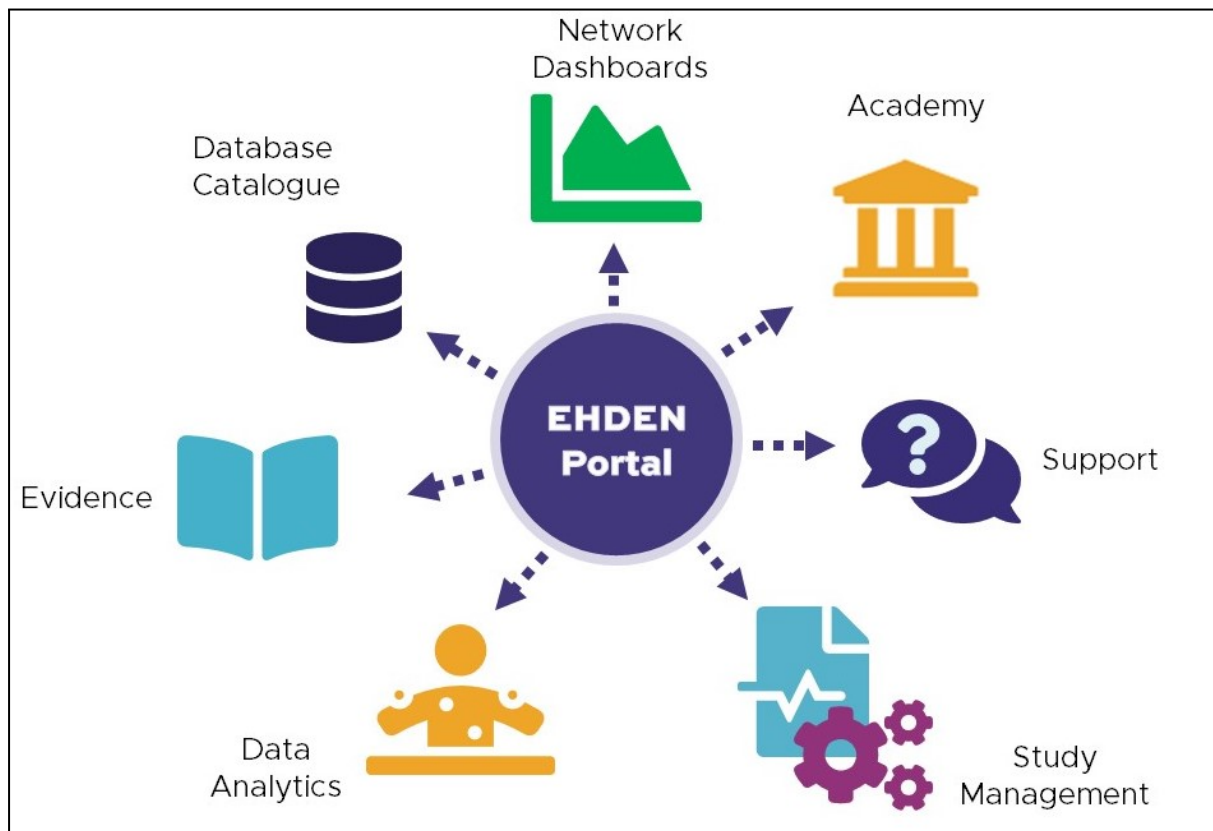 Network
Dashboards
Academy
Database
Catalogue
EHDEN
Portal
?
Support
Evidence
Data
Analytics
Study
Management